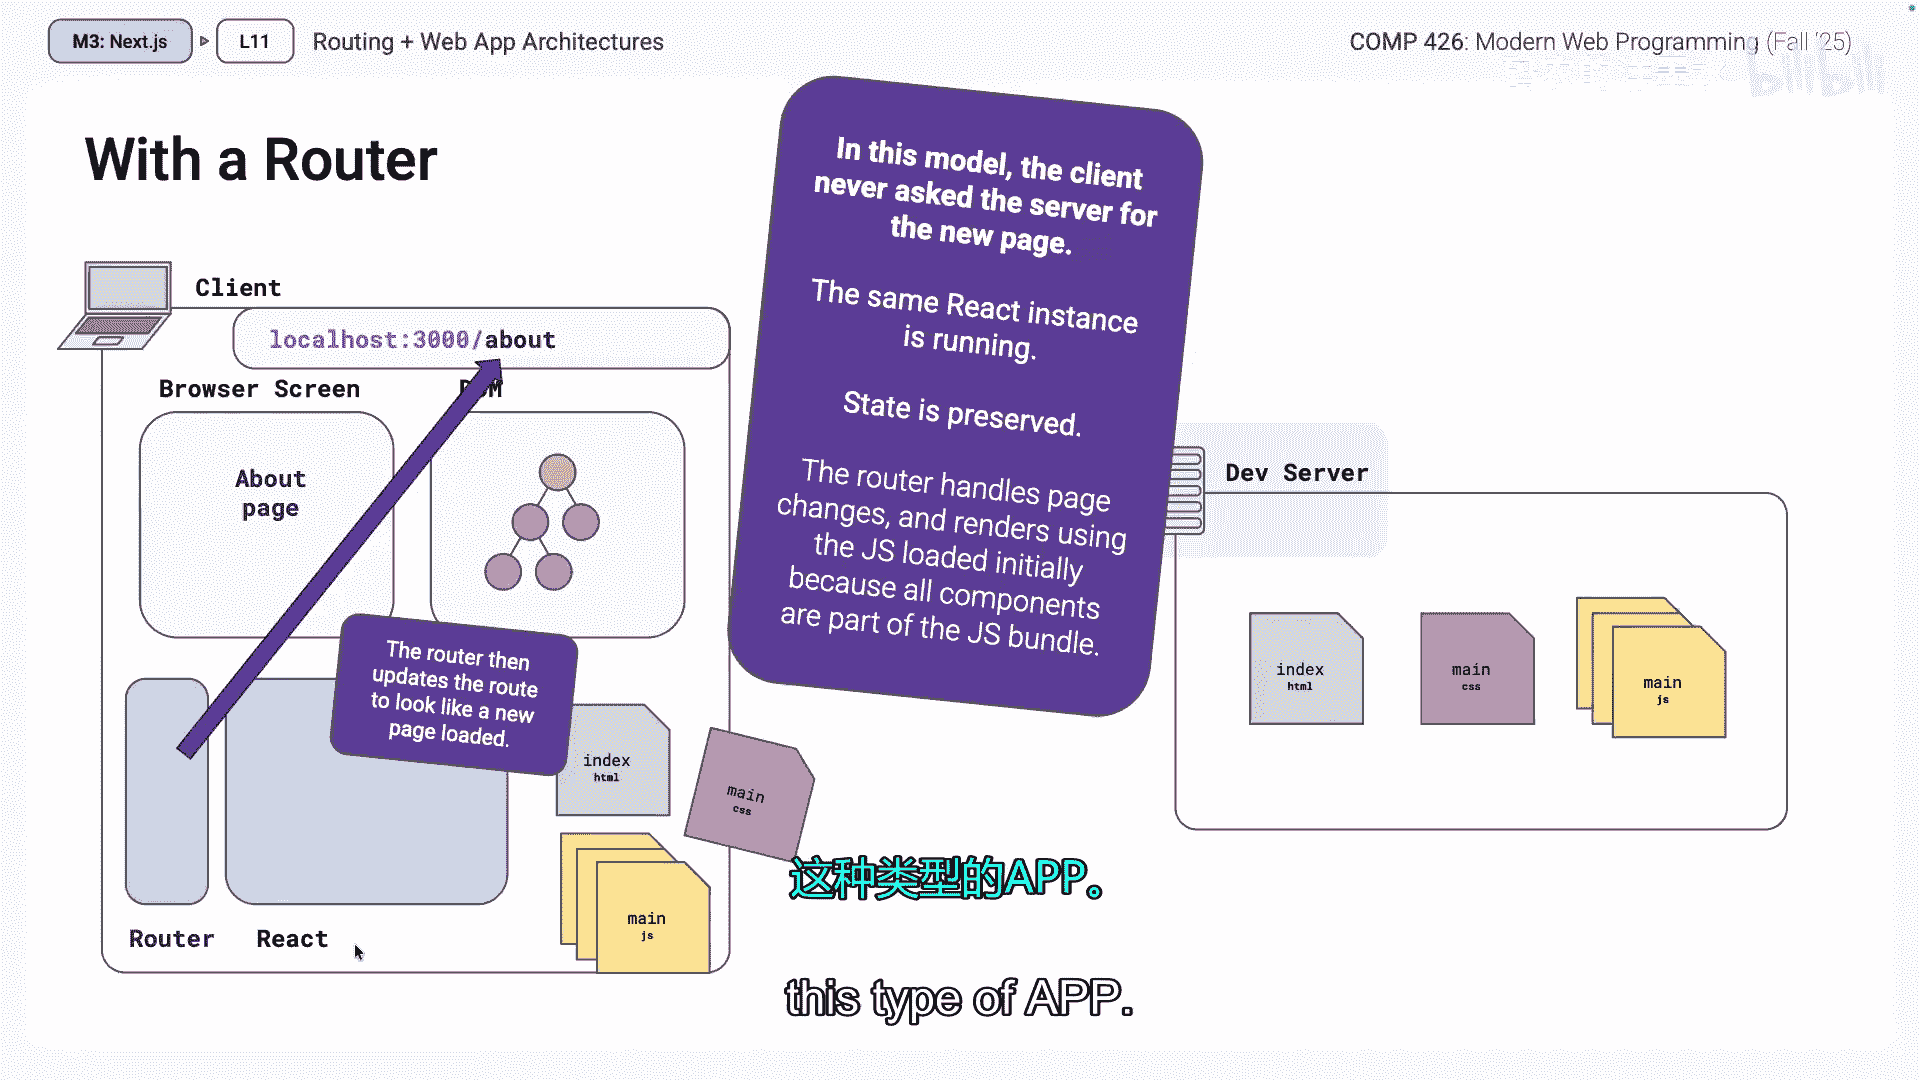 M3: Next.js
L11
Routing + Web App Architectures
COMP 426: Modern Web Programming (Fall '25)
bilibili
With a Router
Client
localhost:3000/about
Browser Screen
DOM
About
page
The router then
updates the route
to look like a new
page loaded.
Router
React
index
html
main
css
main
js
In this model, the client
never asked the server for
the new page.
The same React instance
is running.
State is preserved.
The router handles page
changes, and renders using
the JS loaded initially
because all components
are part of the JS bundle.
Dev Server
index
html
main
css
main
js
这种类型的APP。
this type of APP.